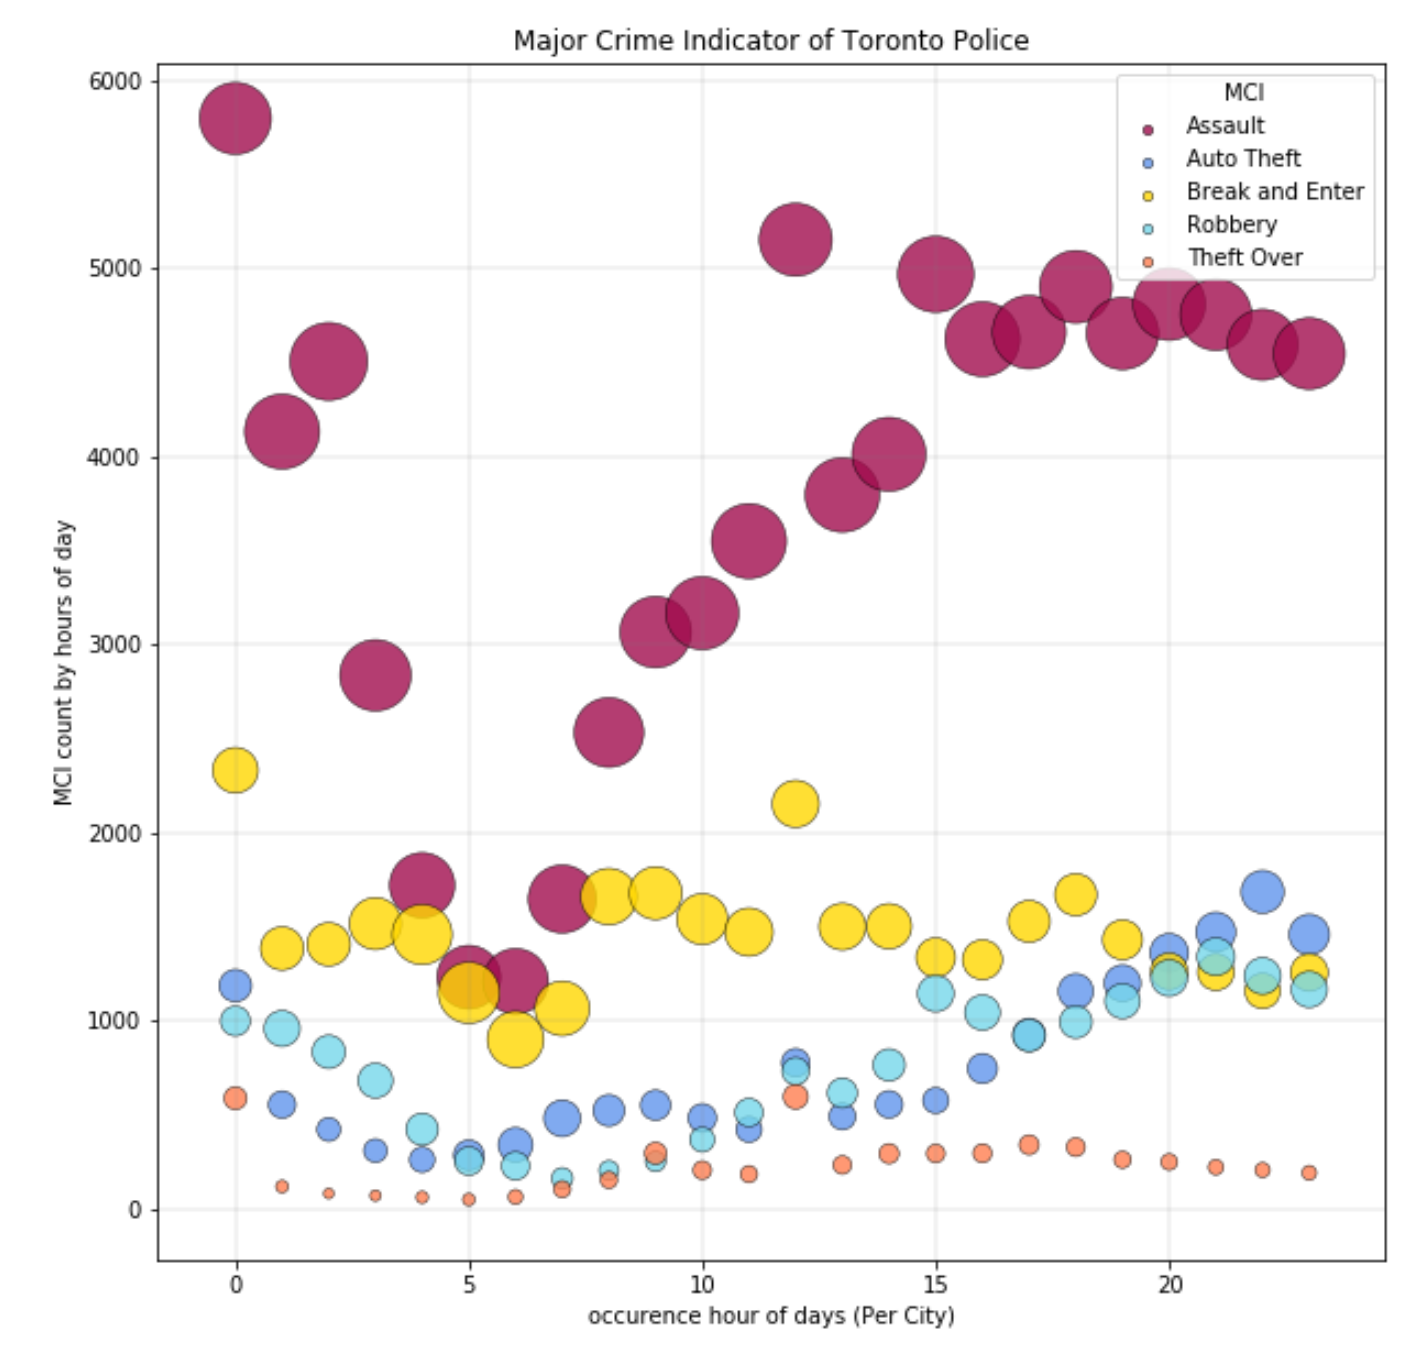 Major Crime Indicator of Toronto Police
6000
5000
4000
3000
2000
1000
0
MCI count by hours of day
MCI
Assault
Auto Theft
Break and Enter
Robbery
Theft Over
0 5 10 15 20
occurence hour of days (Per City)